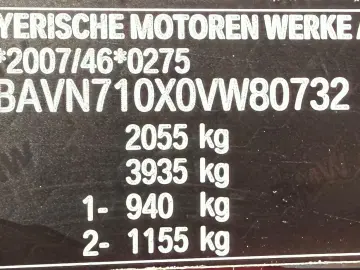 YERISCHE MOTOREN WERKE A
*2007/46*0275
BAVN710X0VW80732
2055 kg
3935 kg
1- 940 kg
2- 1155 kg